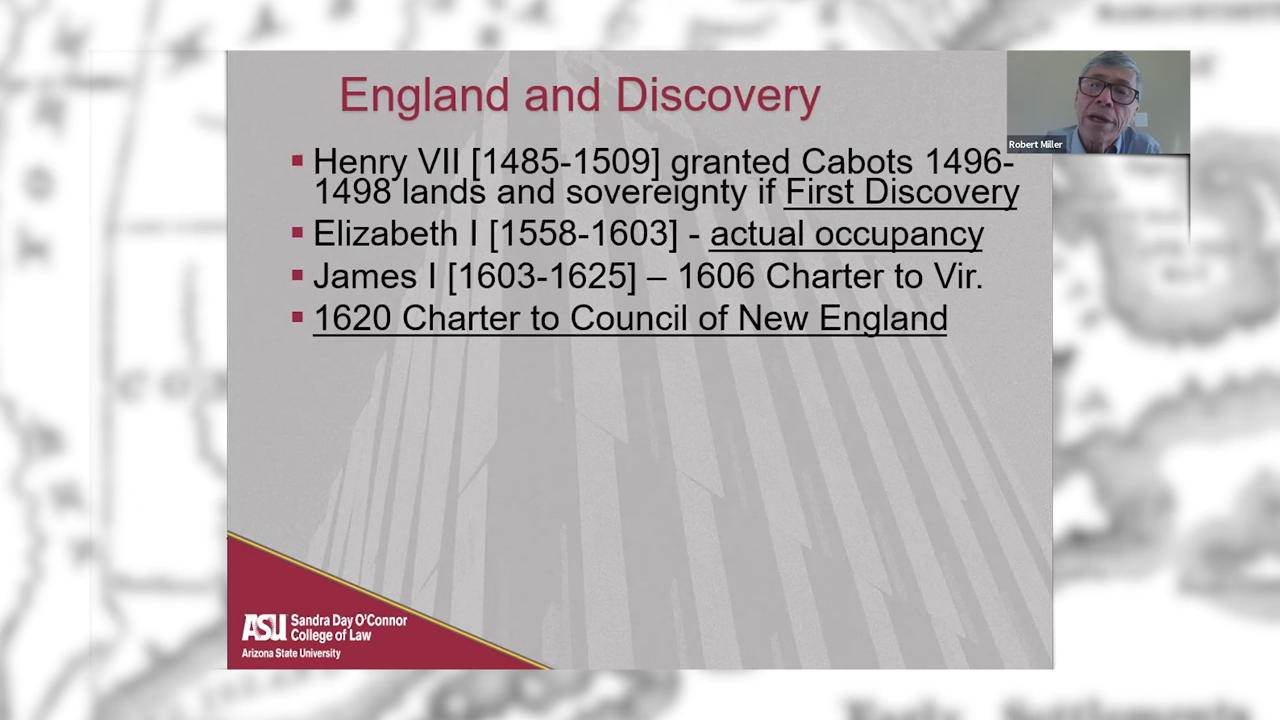 England and Discovery
Henry VII [1485-1509] granted Cabots 1496-
1498 lands and sovereignty if First Discovery
Elizabeth I [1558-1603] - actual occupancy
James I [1603-1625] – 1606 Charter to Vir.
1620 Charter to Council of New England
Robert Miller
ASU Sandra Day O'Connor
College of Law
Arizona State University